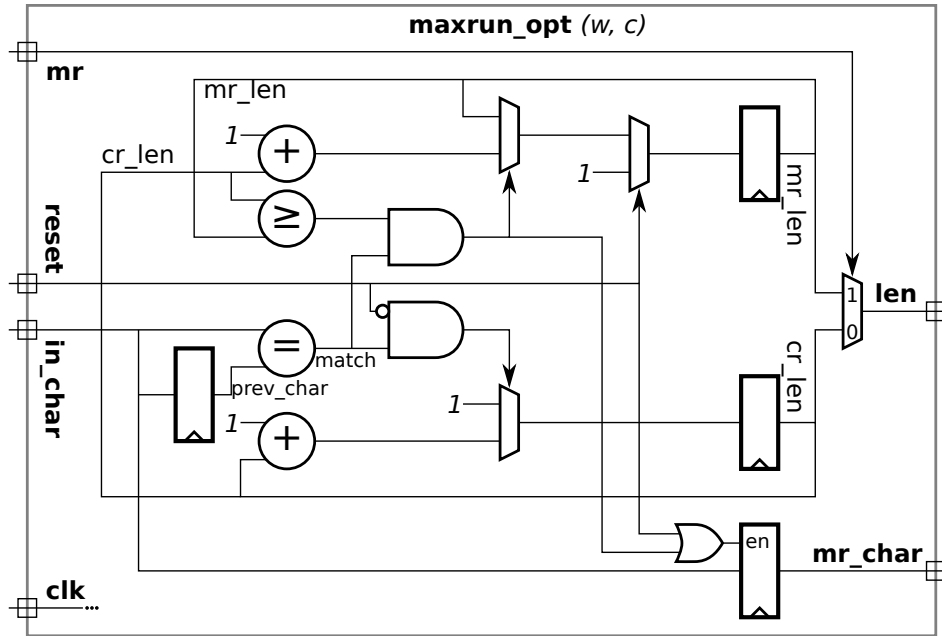 maxrun_opt (w, c)
mr
mr_len
1
+
cr_len
1
≥
mr_len
reset
1
len
0
in_char
=
match
cr_len
prev_char
1
1
+
en
mr_char
clk
...